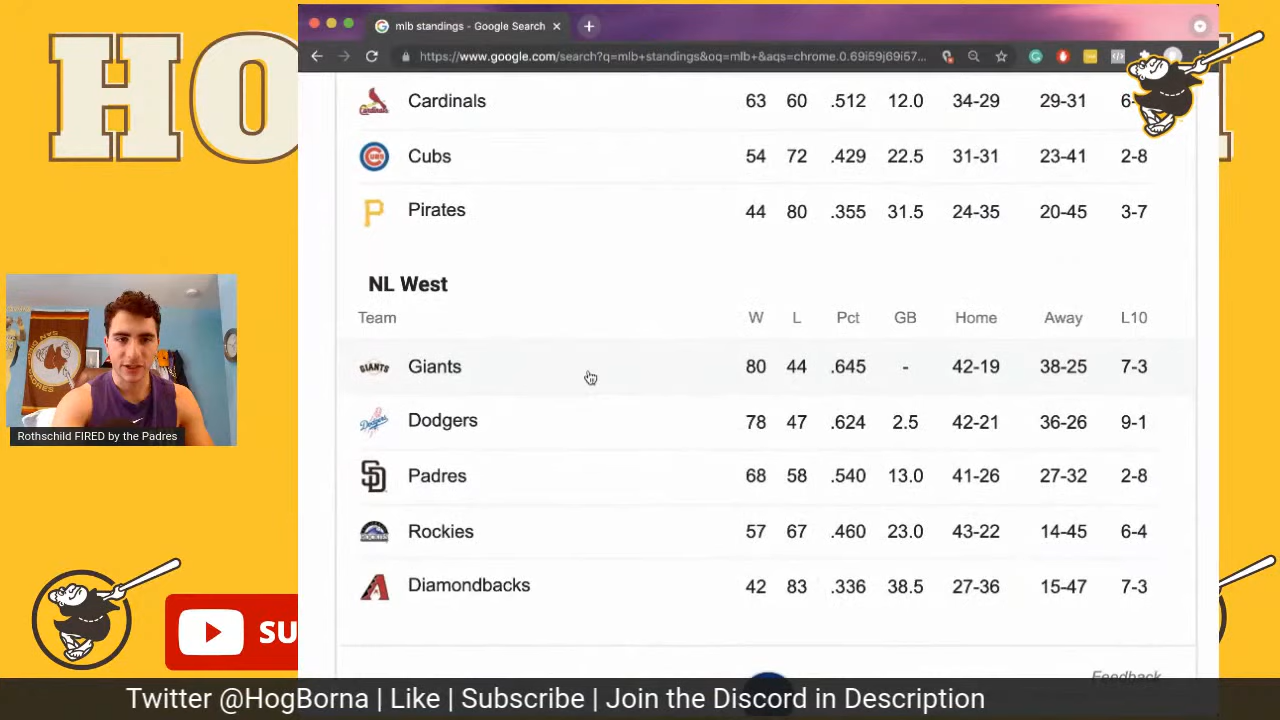 HO
mlb standings - Google Search
https://www.google.com/search?q=mlb+standings&oq=mlb+&aqs=chrome.0.69i59j69i57...
Cardinals 63 60 .512 12.0 34-29 29-31 6-
Cubs 54 72 .429 22.5 31-31 23-41 2-8
Pirates 44 80 .355 31.5 24-35 20-45 3-7
NL West
Team W L Pct GB Home Away L10
GIANTS Giants 80 44 .645 - 42-19 38-25 7-3
Dodgers Dodgers 78 47 .624 2.5 42-21 36-26 9-1
SD Padres 68 58 .540 13.0 41-26 27-32 2-8
Rockies 57 67 .460 23.0 43-22 14-45 6-4
Diamondbacks 42 83 .336 38.5 27-36 15-47 7-3
Feedback
Rothschild FIRED by the Padres
SU
Twitter @HogBorna | Like | Subscribe | Join the Discord in Description